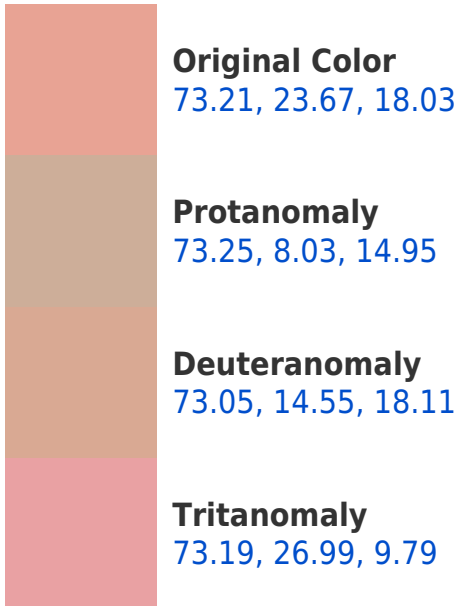 Original Color
73.21, 23.67, 18.03
Protanomaly
73.25, 8.03, 14.95
Deuteranomaly
73.05, 14.55, 18.11
Tritanomaly
73.19, 26.99, 9.79